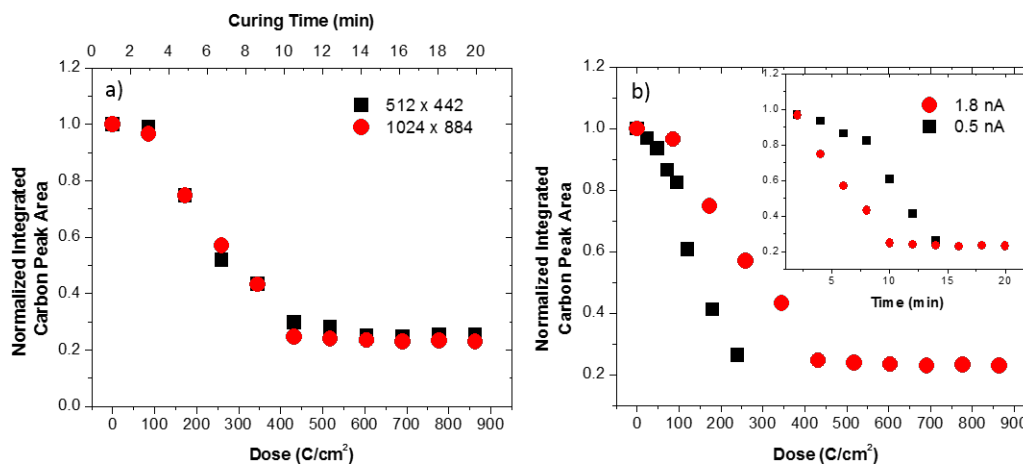 Curing Time (min)
0 2 4 6 8 10 12 14 16 18 20
1.2
1.0
0.8
0.6
0.4
0.2
0.0
a)
512 x 442
1024 x 884
Normalized Integrated
Carbon Peak Area
0 100 200 300 400 500 600 700 800 900
Dose (C/cm²)
1.2
1.0
0.8
0.6
0.4
0.2
b)
1.2
1.0
0.8
0.6
0.4
0.2
1.8 nA
0.5 nA
5 10 15 20
Time (min)
Normalized Integrated
Carbon Peak Area
0 100 200 300 400 500 600 700 800 900
Dose (C/cm²)